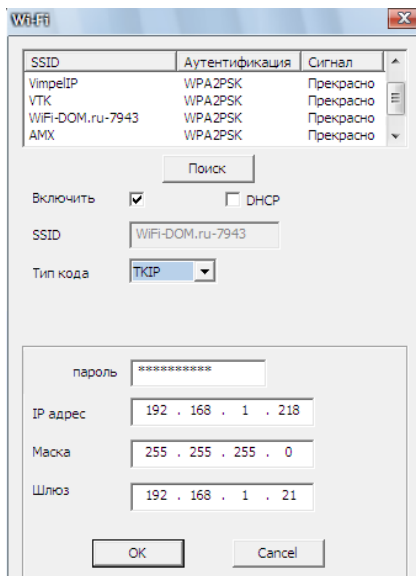 Wi-Fi
SSID Аутентификация Сигнал
VimpelIP WPA2PSK Прекрасно
VTK WPA2PSK Прекрасно
WiFi-DOM.ru-7943 WPA2PSK Прекрасно
AMX WPA2PSK Прекрасно
Поиск
Включить DHCP
SSID WiFi-DOM.ru-7943
Тип кода TKIP
пароль **********
IP адрес 192 . 168 . 1 . 218
Маска 255 . 255 . 255 . 0
Шлюз 192 . 168 . 1 . 21
OK Cancel